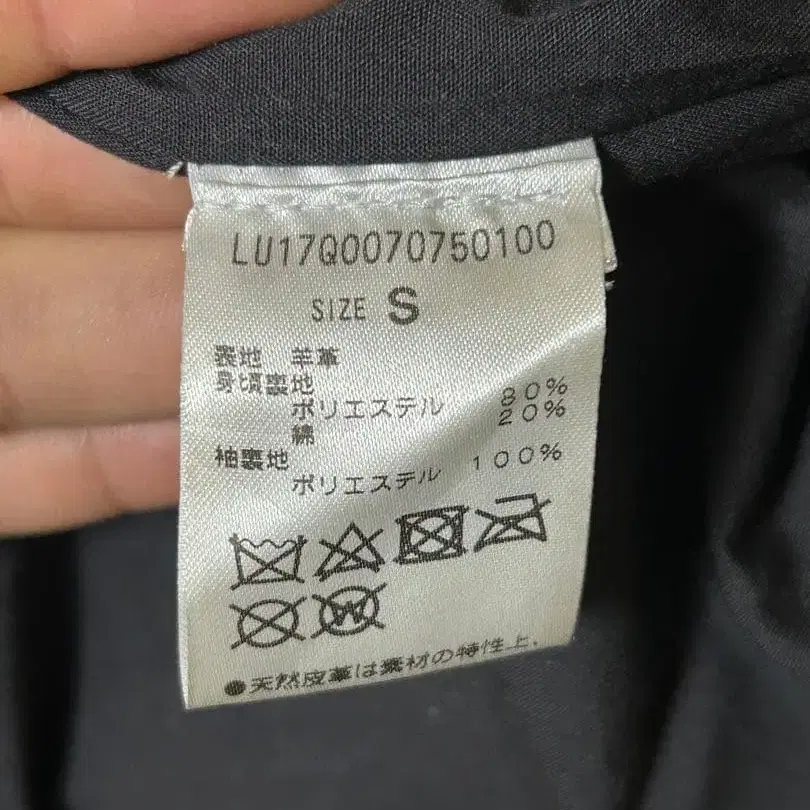 LU17Q0070750100
SIZE S
表地 羊革
身頃裏地
ポリエステル 80%
綿 20%
袖裏地
ポリエステル 100%
W
●天然皮革は素材の特性上、